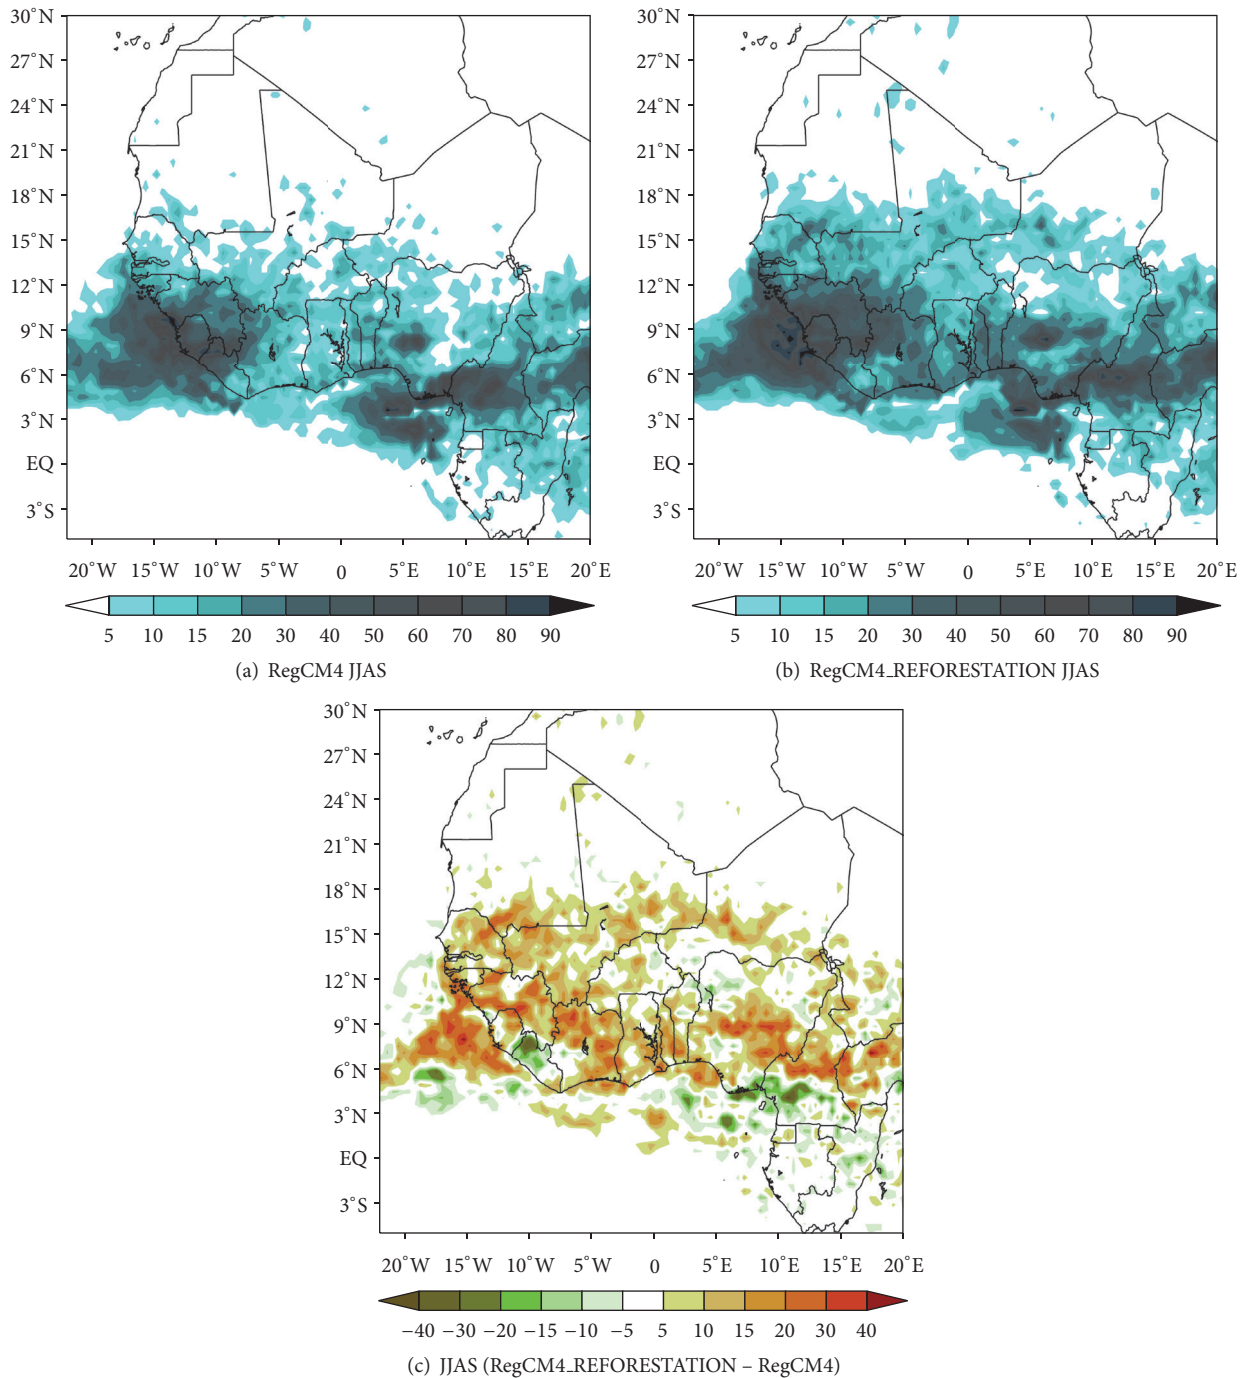 30°N
27°N
24°N
21°N
18°N
15°N
12°N
9°N
6°N
3°N
EQ
3°S
20°W 15°W 10°W 5°W 0 5°E 10°E 15°E 20°E
5 10 15 20 30 40 50 60 70 80 90
(a) RegCM4 JJAS
30°N
27°N
24°N
21°N
18°N
15°N
12°N
9°N
6°N
3°N
EQ
3°S
20°W 15°W 10°W 5°W 0 5°E 10°E 15°E 20°E
5 10 15 20 30 40 50 60 70 80 90
(b) RegCM4_REFORESTATION JJAS
30°N
27°N
24°N
21°N
18°N
15°N
12°N
9°N
6°N
3°N
EQ
3°S
20°W 15°W 10°W 5°W 0 5°E 10°E 15°E 20°E
−40 −30 −20 −15 −10 −5 5 10 15 20 30 40
(c) JJAS (RegCM4_REFORESTATION – RegCM4)